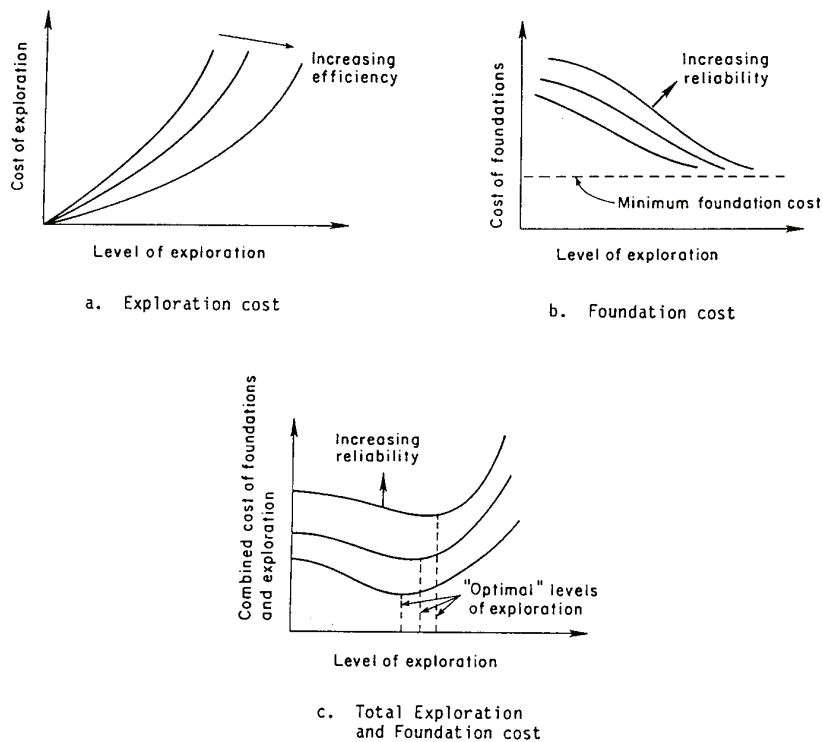 Cost of exploration
Increasing
efficiency
Level of exploration
a. Exploration cost
Cost of foundations
Increasing
reliability
Minimum foundation cost
Level of exploration
b. Foundation cost
Combined cost of foundations
and exploration
Increasing
reliability
"Optimal" levels
of exploration
Level of exploration
c. Total Exploration
and Foundation cost